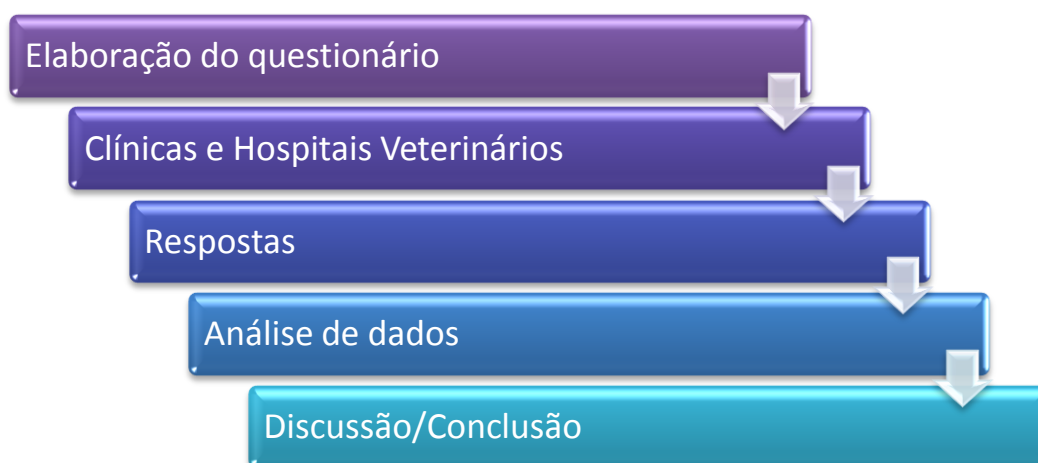 Elaboração do questionário
Clínicas e Hospitais Veterinários
Respostas
Análise de dados
Discussão/Conclusão